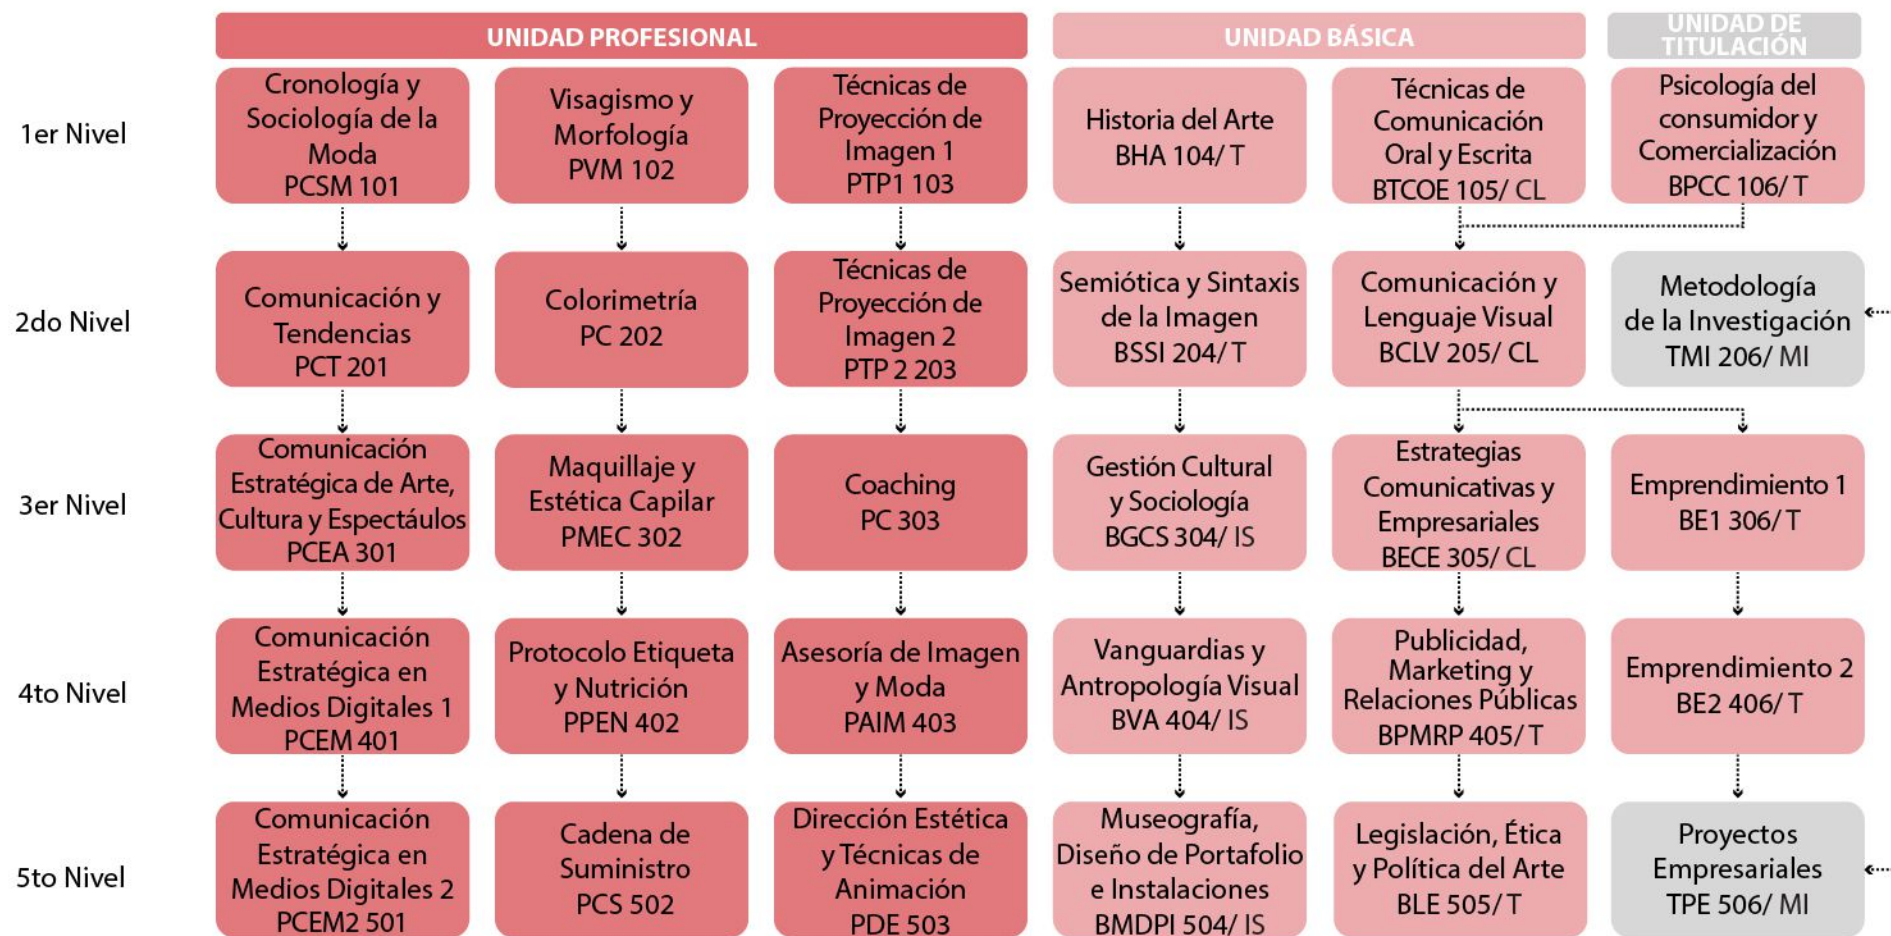 UNIDAD PROFESIONAL
UNIDAD BÁSICA
UNIDAD DE
TITULACIÓN
1er Nivel
Cronología y
Sociología de la
Moda
PCSM 101
Visagismo y
Morfología
PVM 102
Técnicas de
Proyección de
Imagen 1
PTP1 103
Historia del Arte
BHA 104/ T
Técnicas de
Comunicación
Oral y Escrita
BTCOE 105/ CL
Psicología del
consumidor y
Comercialización
BPCC 106/ T
2do Nivel
Comunicación y
Tendencias
PCT 201
Colorimetría
PC 202
Técnicas de
Proyección de
Imagen 2
PTP 2 203
Semiótica y Sintaxis
de la Imagen
BSSI 204/ T
Comunicación y
Lenguaje Visual
BCLV 205/ CL
Metodología
de la Investigación
TMI 206/ MI
3er Nivel
Comunicación
Estratégica de Arte,
Cultura y Espectáulos
PCEA 301
Maquillaje y
Estética Capilar
PMEC 302
Coaching
PC 303
Gestión Cultural
y Sociología
BGCS 304/ IS
Estrategias
Comunicativas y
Empresariales
BECE 305/ CL
Emprendimiento 1
BE1 306/ T
4to Nivel
Comunicación
Estratégica en
Medios Digitales 1
PCEM 401
Protocolo Etiqueta
y Nutrición
PPEN 402
Asesoría de Imagen
y Moda
PAIM 403
Vanguardias y
Antropología Visual
BVA 404/ IS
Publicidad,
Marketing y
Relaciones Públicas
BPMRP 405/ T
Emprendimiento 2
BE2 406/ T
5to Nivel
Comunicación
Estratégica en
Medios Digitales 2
PCEM2 501
Cadena de
Suministro
PCS 502
Dirección Estética
y Técnicas de
Animación
PDE 503
Museografía,
Diseño de Portafolio
e Instalaciones
BMDPI 504/ IS
Legislación, Ética
y Política del Arte
BLE 505/ T
Proyectos
Empresariales
TPE 506/ MI